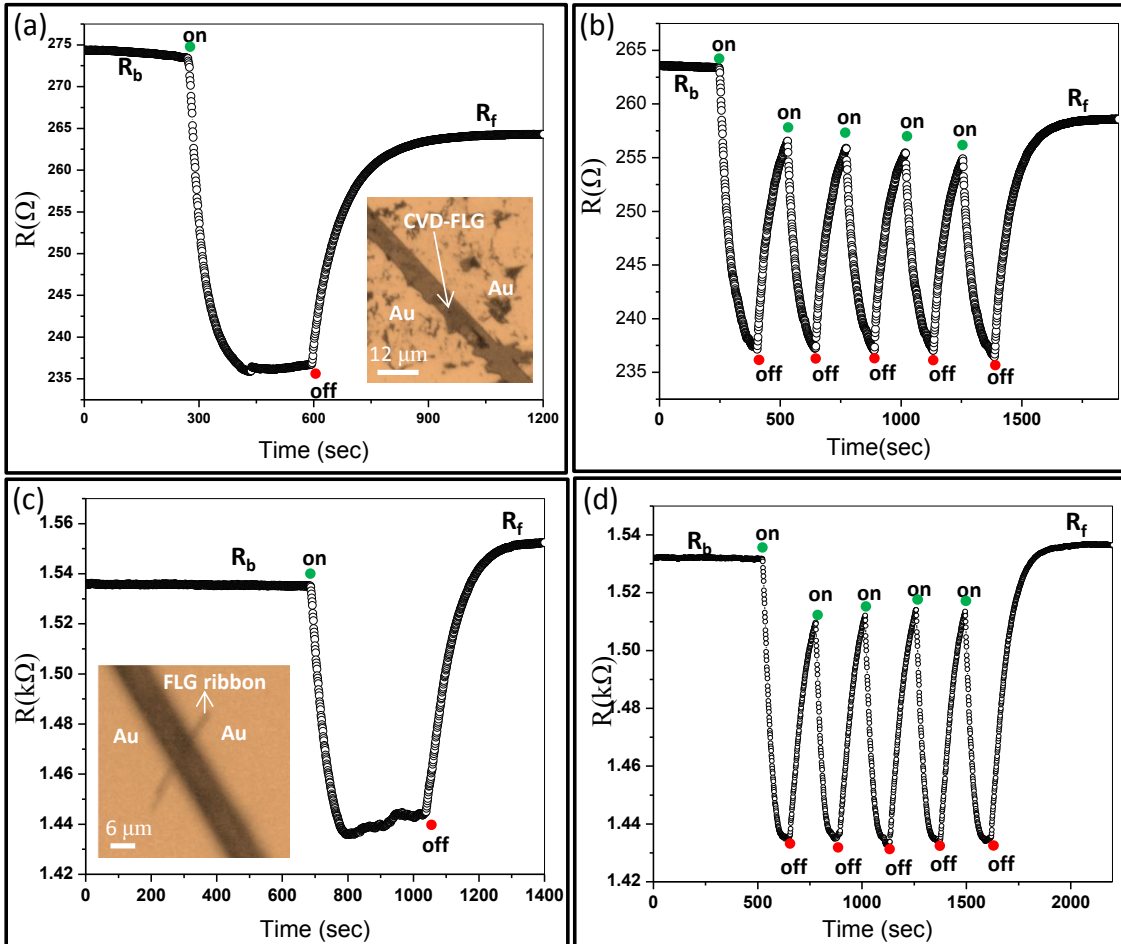 (a)
on
R_b
R_f
275
270
265
260
255
250
245
240
235
R(Ω)
CVD-FLG
Au
Au
12 μm
off
0 300 600 900 1200
Time (sec)
(b)
on
R_b
R_f
on on on on
265
260
255
250
245
240
235
R(Ω)
off off off off off
0 500 1000 1500
Time(sec)
(c)
R_b
on
R_f
1.56
1.54
1.52
1.50
1.48
1.46
1.44
1.42
R(kΩ)
FLG ribbon
Au
Au
6 μm
off
0 200 400 600 800 1000 1200 1400
Time (sec)
(d)
on
R_b
R_f
on on on on
1.54
1.52
1.50
1.48
1.46
1.44
1.42
R(kΩ)
off off off off off
0 500 1000 1500 2000
Time (sec)